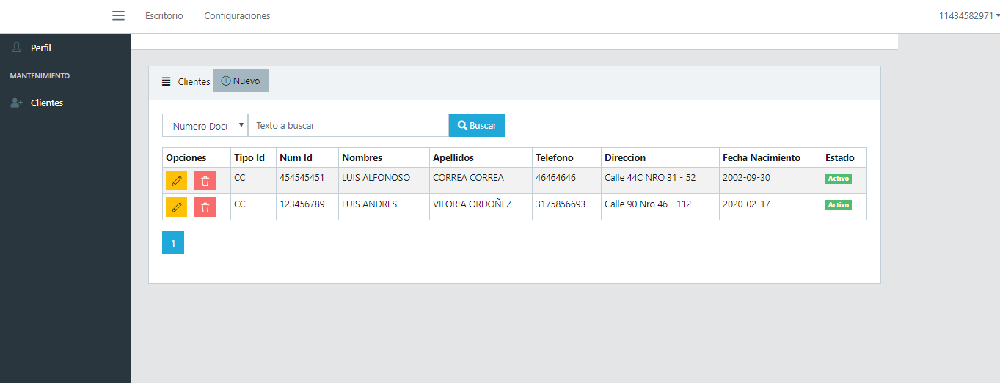 Escritorio Configuraciones 11434582971
Perfil
MANTENIMIENTO
Clientes
Clientes Nuevo
Numero Docu Texto a buscar Buscar
Opciones Tipo Id Num Id Nombres Apellidos Telefono Direccion Fecha Nacimiento Estado
CC 454545451 LUIS ALFONOSO CORREA CORREA 46464646 Calle 44C NRO 31 - 52 2002-09-30 Activo
CC 123456789 LUIS ANDRES VILORIA ORDOÑEZ 3175856693 Calle 90 Nro 46 - 112 2020-02-17 Activo
1